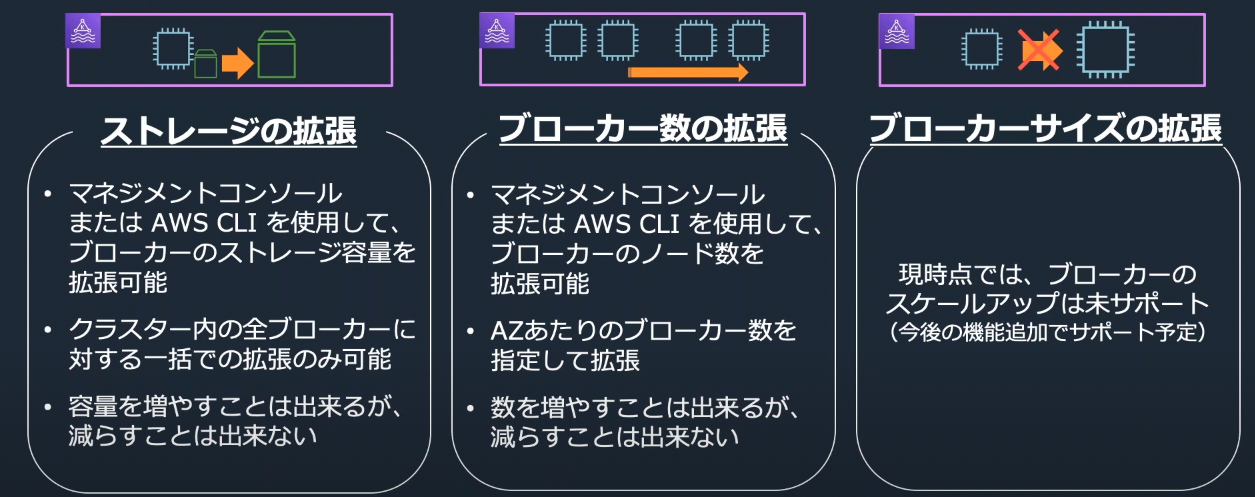 ストレージの拡張
• マネジメントコンソール
または AWS CLI を使用して、
ブローカーのストレージ容量を
拡張可能
• クラスター内の全ブローカーに
対する一括での拡張のみ可能
• 容量を増やすことは出来るが、
減らすことは出来ない
ブローカー数の拡張
• マネジメントコンソール
または AWS CLI を使用して、
ブローカーのノード数を
拡張可能
• AZあたりのブローカー数を
指定して拡張
• 数を増やすことは出来るが、
減らすことは出来ない
ブローカーサイズの拡張
現時点では、ブローカーの
スケールアップは未サポート
（今後の機能追加でサポート予定）